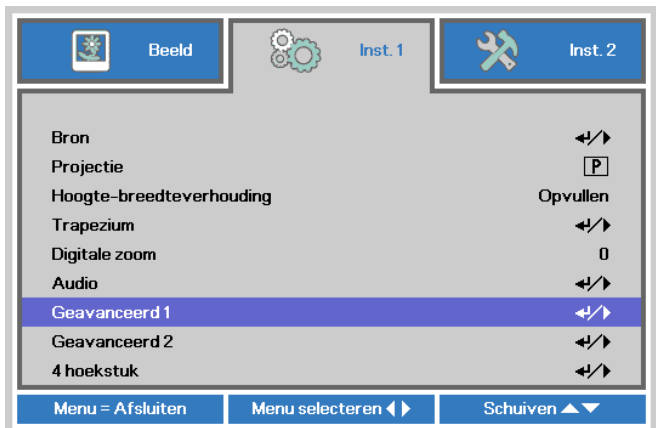 Beeld Inst. 1 Inst. 2
Bron
Projectie P
Hoogte-breedteverhouding Opvullen
Trapezium
Digitale zoom 0
Audio
Geavanceerd 1
Geavanceerd 2
4 hoekstuk
Menu = Afsluiten Menu selecteren Schuiven